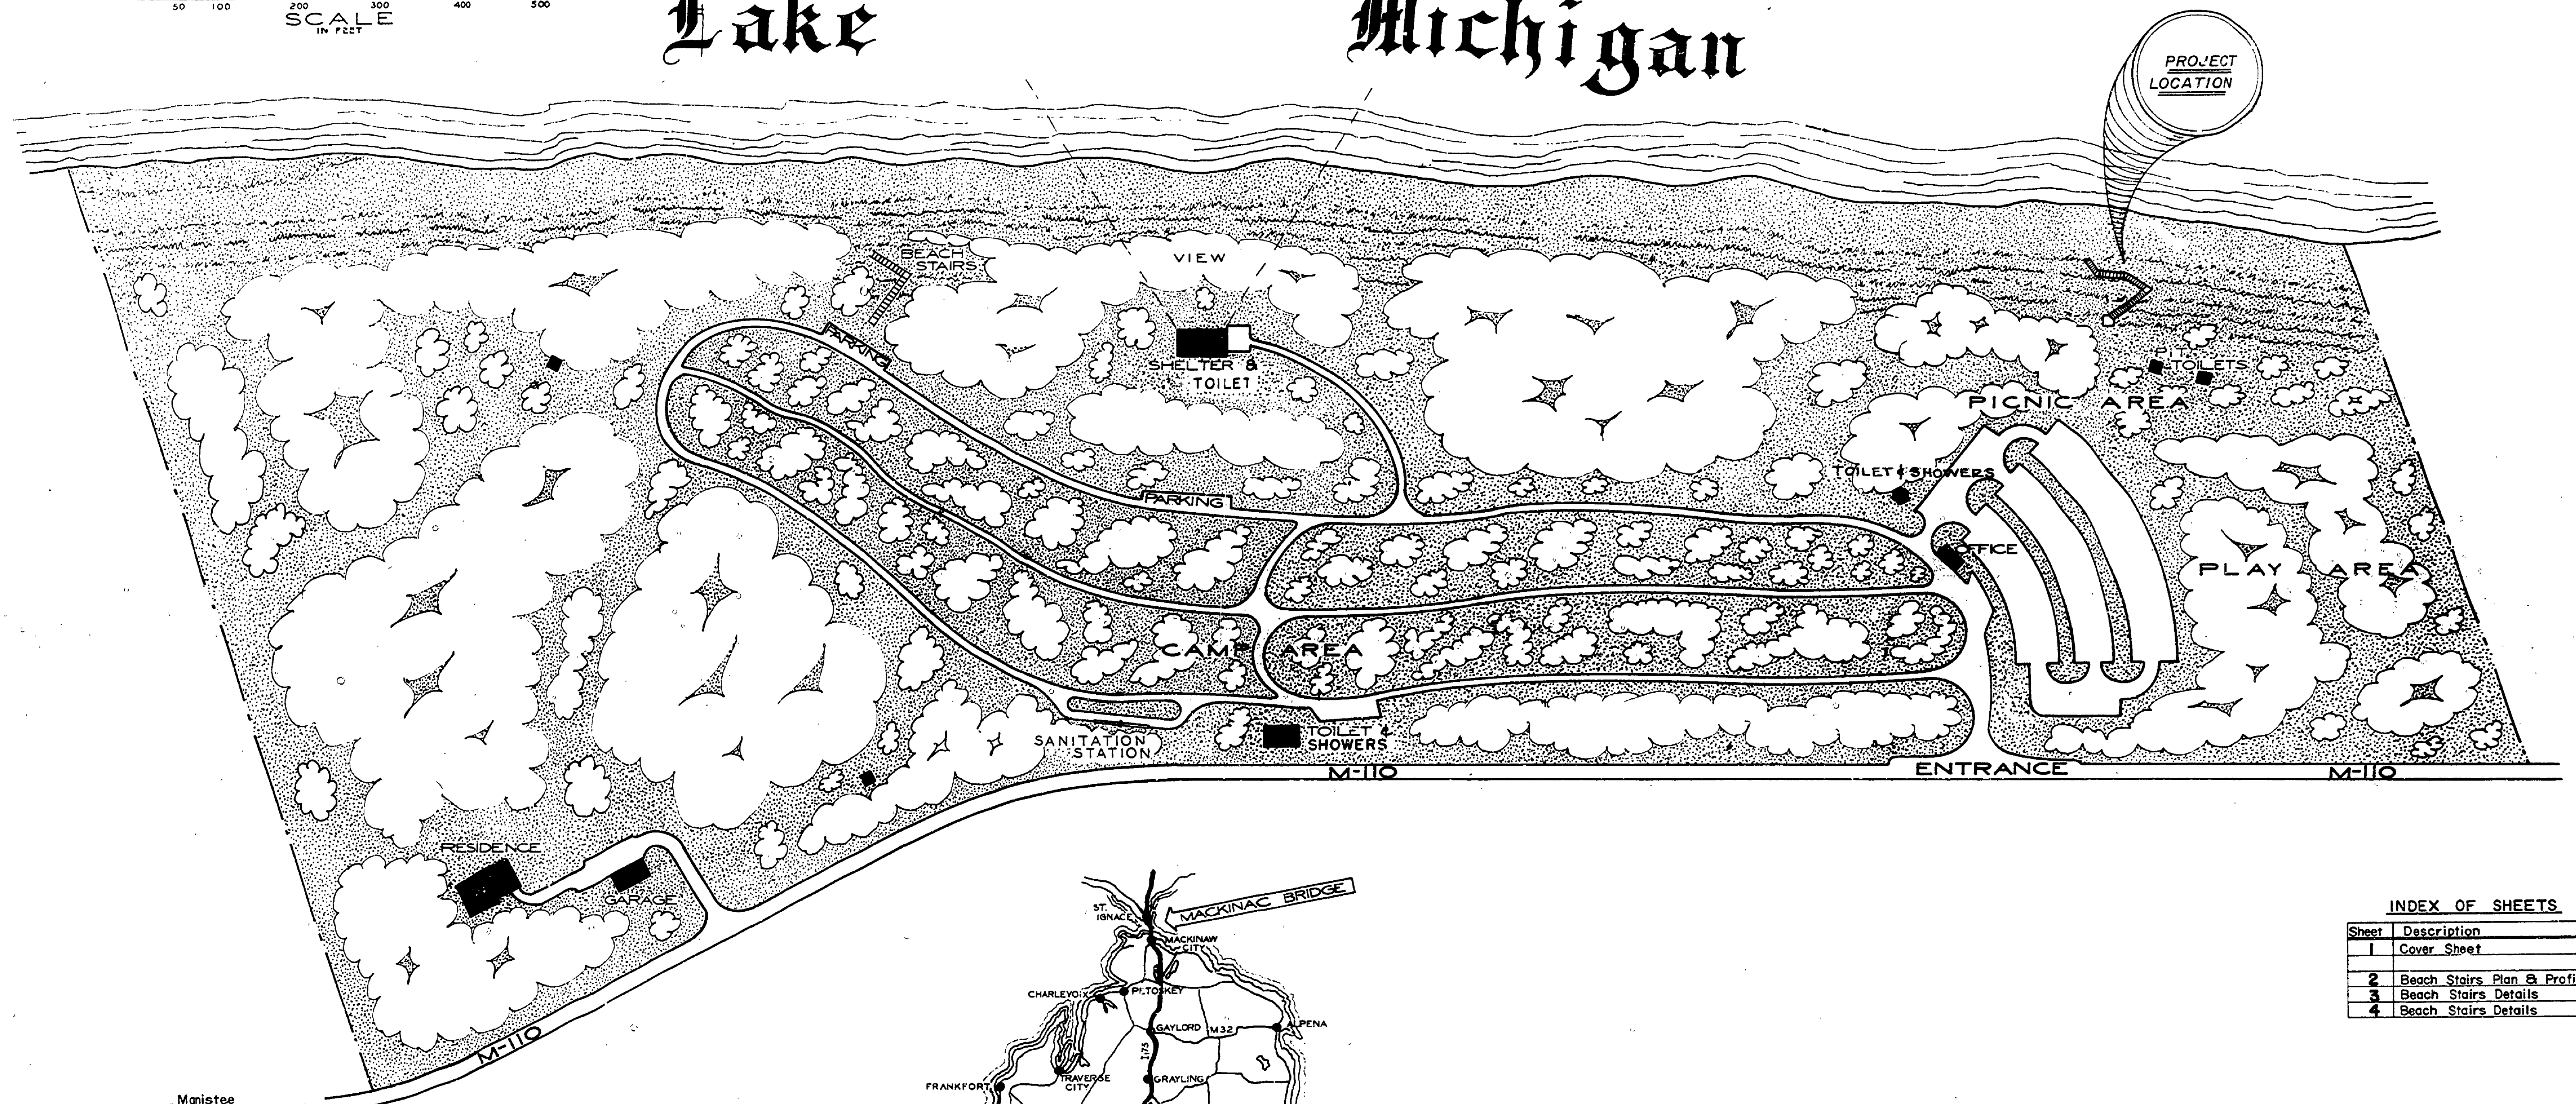 50 100 200 300 400 500
SCALE
IN FEET
Lake Michigan
PROJECT
LOCATION
BEACH
STAIRS
VIEW
PARKING
SHELTER &
TOILET
PIT
TOILETS
PICNIC AREA
TOILET & SHOWERS
PARKING
OFFICE
PLAY AREA
CAMP AREA
SANITATION
STATION
TOILET &
SHOWERS
M-110
ENTRANCE
M-110
RESIDENCE
GARAGE
M-110
MACKINAC BRIDGE
ST.
IGNACE
MACKINAW
CITY
CHARLEVOIX
PETOSKEY
GAYLORD
M 32
ALPENA
I-75
TRAVERSE
CITY
GRAYLING
FRANKFORT
Manistee
INDEX OF SHEETS
Sheet Description
1 Cover Sheet
2 Beach Stairs Plan & Profi
3 Beach Stairs Details
4 Beach Stairs Details